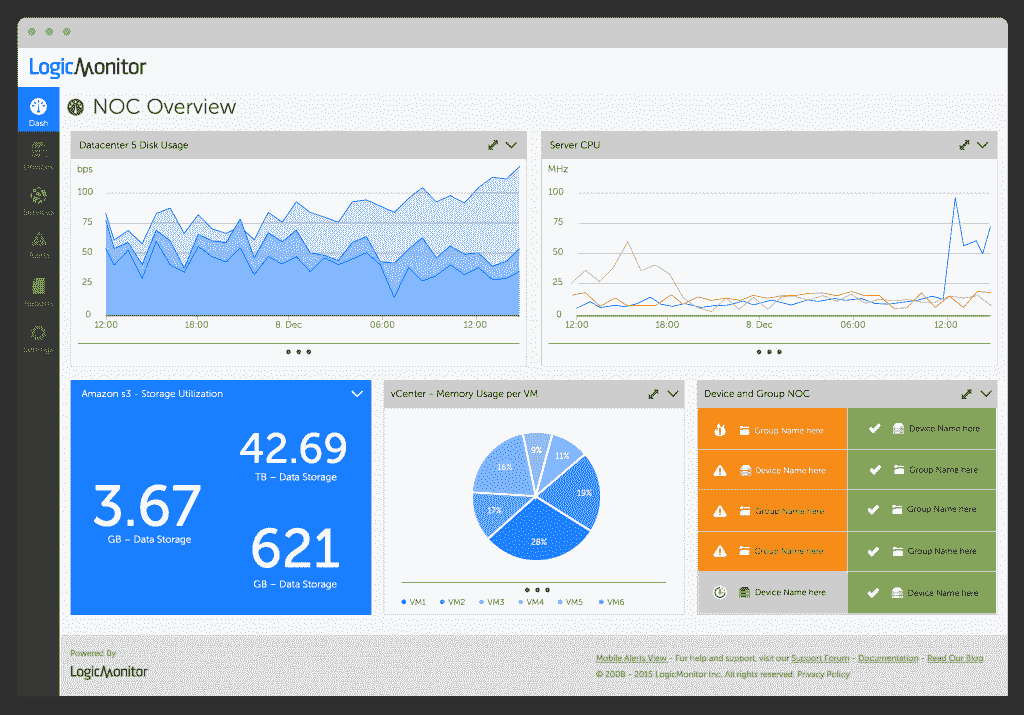 LogicMonitor
Dash
NOC Overview
Devices
Services
Alerts
Reports
Settings
Datacenter 5 Disk Usage
bps
100
75
50
25
0
12:00 18:00 8. Dec 06:00 12:00
Server CPU
MHz
100
75
50
25
0
12:00 18:00 8. Dec 06:00 12:00
Amazon s3 - Storage Utilization
42.69
TB – Data Storage
3.67
GB – Data Storage
621
GB – Data Storage
vCenter - Memory Usage per VM
9%
11%
16%
19%
17%
28%
VM1 VM2 VM3 VM4 VM5 VM6
Device and Group NOC
Group Name here Device Name here
Device Name here Group Name here
Group Name here Group Name here
Group Name here Group Name here
Device Name here Device Name here
Powered By
LogicMonitor
Mobile Alerts View - For help and support, visit our Support Forum - Documentation - Read Our Blog
© 2008 - 2015 LogicMonitor Inc. All rights reserved. Privacy Policy